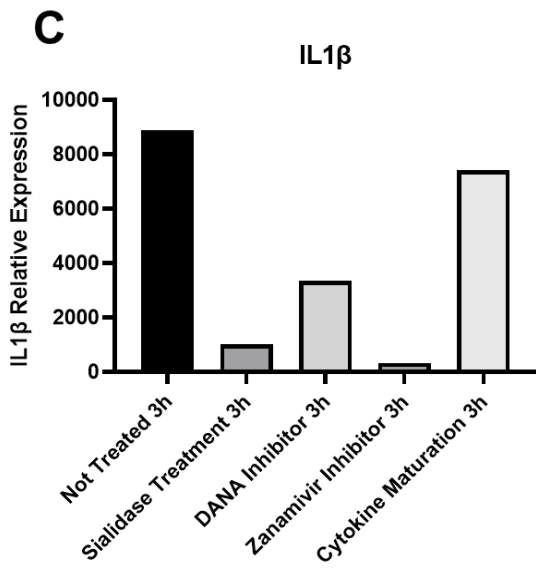 C
IL1β
IL1β Relative Expression
10000
8000
6000
4000
2000
0
Not Treated 3h
Sialidase Treatment 3h
DANA Inhibitor 3h
Zanamivir Inhibitor 3h
Cytokine Maturation 3h